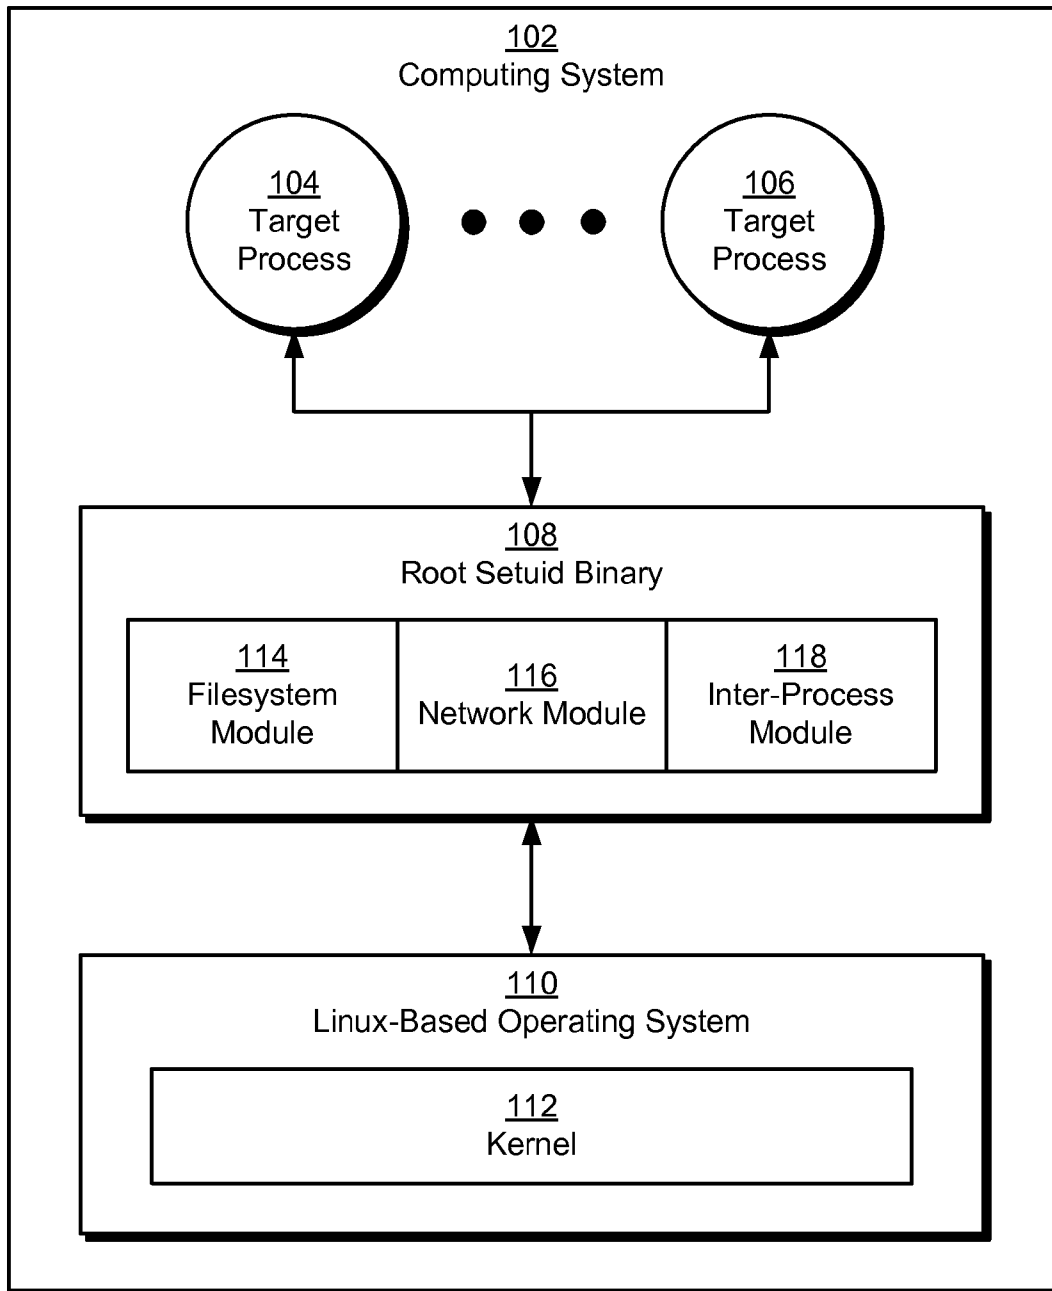 102
Computing System
104
Target
Process
106
Target
Process
108
Root Setuid Binary
114
Filesystem
Module
116
Network Module
118
Inter-Process
Module
110
Linux-Based Operating System
112
Kernel